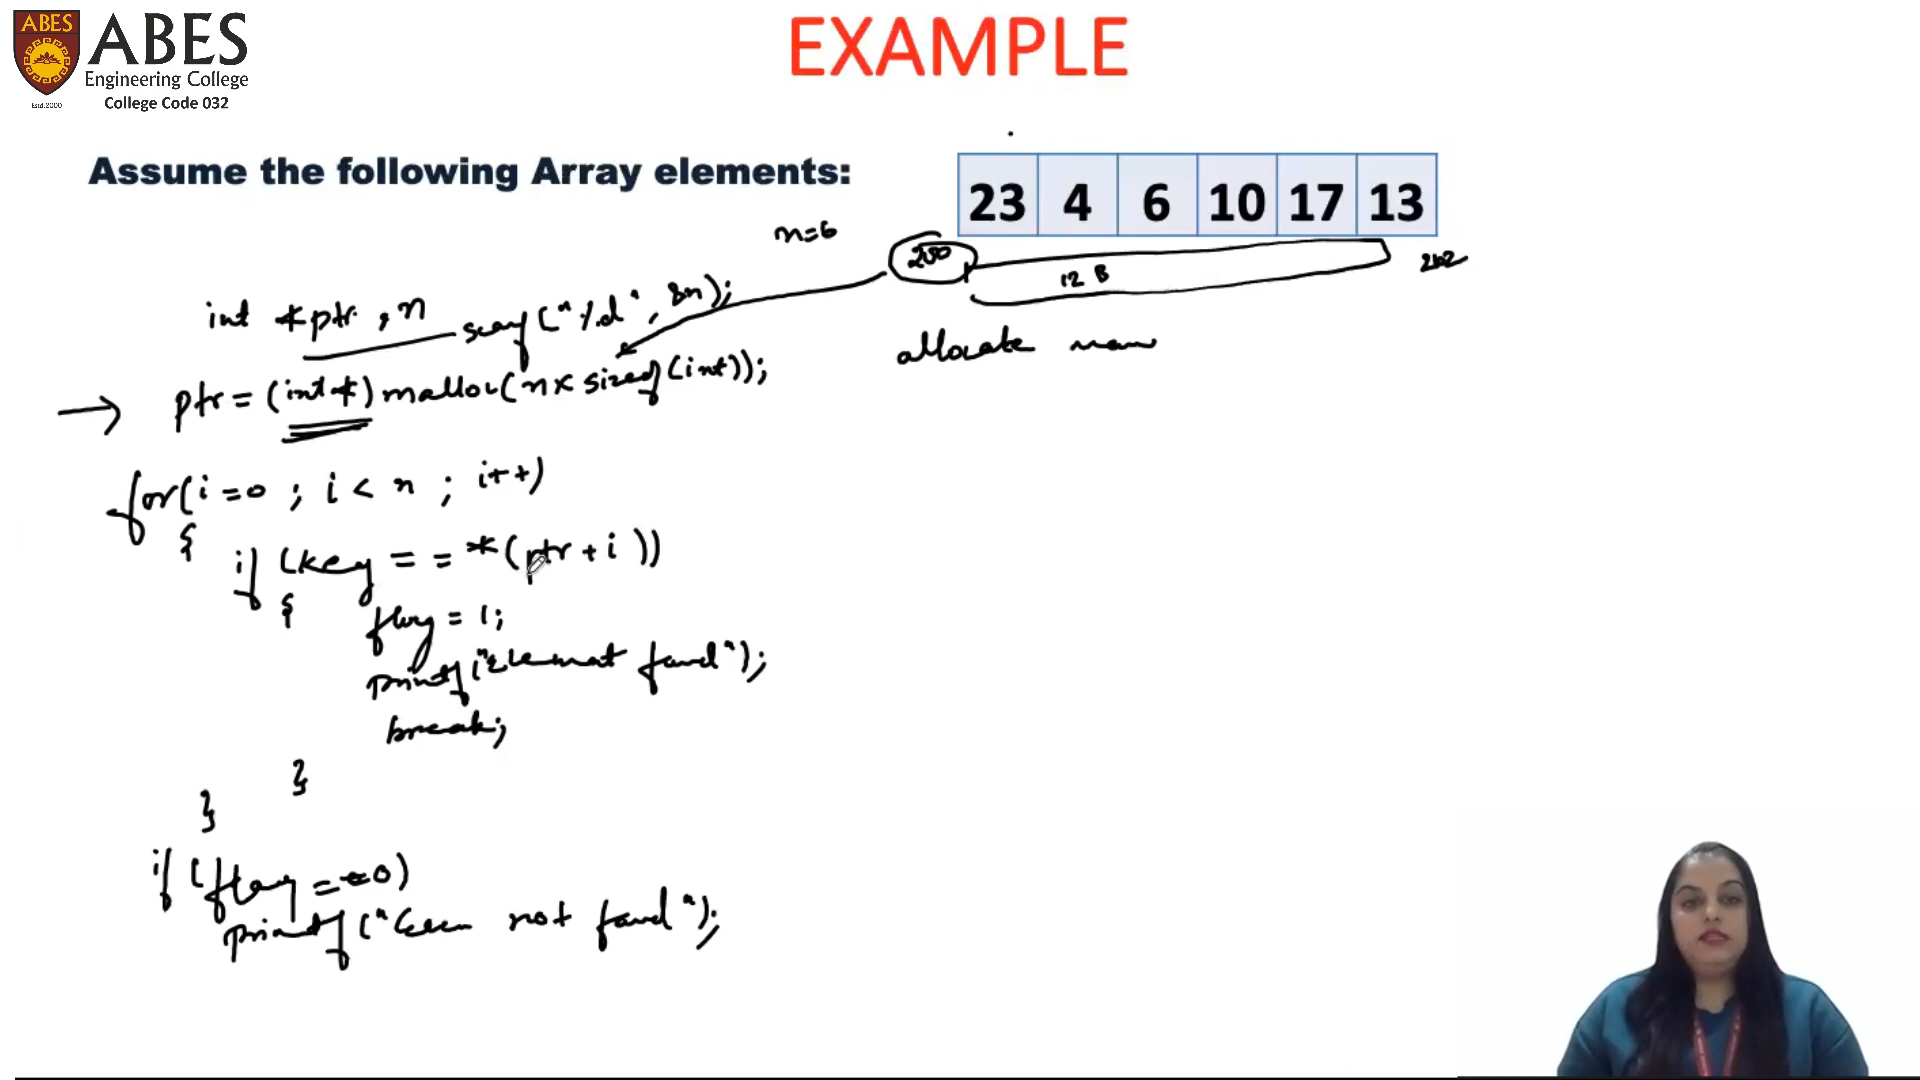 ABES
ABES
Engineering College
College Code 032
Estd.2000
EXAMPLE
Assume the following Array elements:
23 4 6 10 17 13
n=6
200
12 B
int *ptr, n scanf("%d", &n);
allocate mem
ptr = (int *) malloc(n x sizeof(int));
for(i=0 ; i < n ; i++)
{
if (key == *(ptr + i))
{
flag = 1;
printf("Element found");
break;
}
}
if (flag == 0)
printf(" not found");